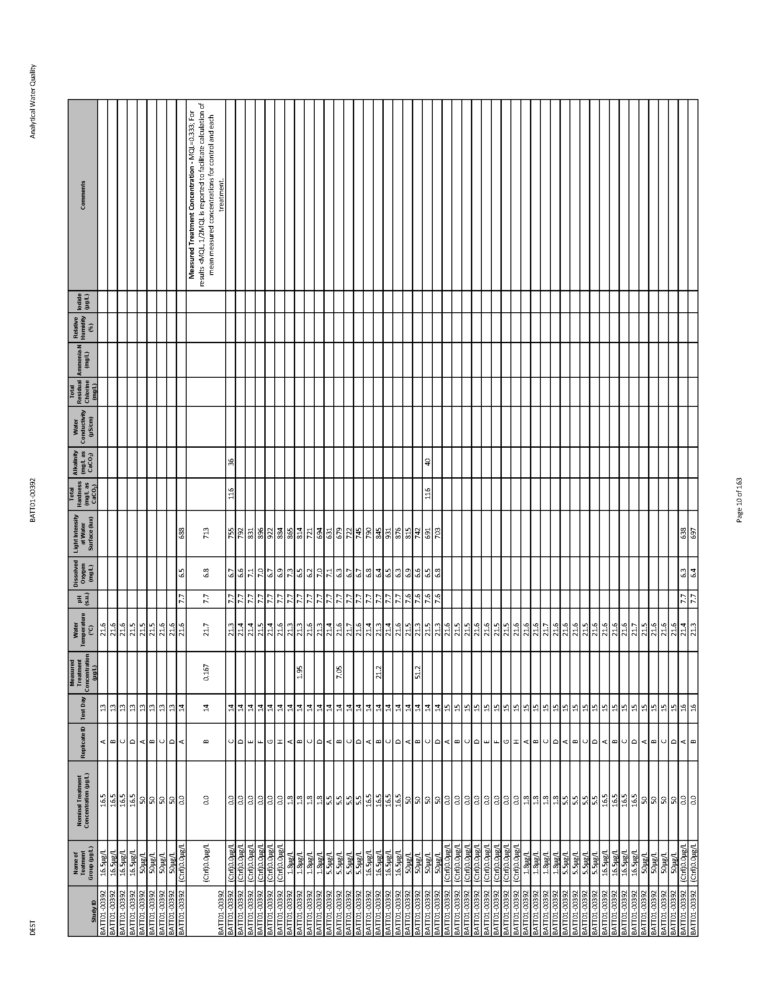 DEST BATT01-00392 Analytical Water Quality
Study ID Name of Teatment Group (µg/L) Nominal Treatment Concentration (µg/L) Replicate ID Test Day Measured Treatment Concentration (µg/L) Water Temperature (°C) pH (s.u.) Dissolved Oxygen (mg/L) Light Intensity at Water Surface (lux) Total Hardness (mg/L as CaCO₃) Alkalinity (mg/L as CaCO₃) Water Conductivity (µS/cm) Total Residual Chlorine (mg/L) Ammonia-N (mg/L) Relative Humidity (%) Iodide (µg/L) Comments
BATT01-00392 16.5µg/L 16.5 A 13 21.6
BATT01-00392 16.5µg/L 16.5 B 13 21.6
BATT01-00392 16.5µg/L 16.5 C 13 21.6
BATT01-00392 16.5µg/L 16.5 D 13 21.5
BATT01-00392 50µg/L 50 A 13 21.5
BATT01-00392 50µg/L 50 B 13 21.5
BATT01-00392 50µg/L 50 C 13 21.6
BATT01-00392 50µg/L 50 D 13 21.6
BATT01-00392 (Ctrl)0.0µg/L 0.0 A 14 21.6 7.7 6.5 688
BATT01-00392 (Ctrl)0.0µg/L 0.0 B 14 0.167 21.7 7.7 6.8 713 Measured Treatment Concentration - MQL=0.333; For
results <MQL, 1/2MQL is reported to facilitate calculation of
mean measured concentrations for control and each
treatment.
BATT01-00392 (Ctrl)0.0µg/L 0.0 C 14 21.3 7.7 6.7 755 116 36
BATT01-00392 (Ctrl)0.0µg/L 0.0 D 14 21.4 7.7 6.6 792
BATT01-00392 (Ctrl)0.0µg/L 0.0 E 14 21.4 7.7 7.1 831
BATT01-00392 (Ctrl)0.0µg/L 0.0 F 14 21.5 7.7 7.0 896
BATT01-00392 (Ctrl)0.0µg/L 0.0 G 14 21.4 7.7 6.7 922
BATT01-00392 (Ctrl)0.0µg/L 0.0 H 14 21.6 7.7 6.9 884
BATT01-00392 1.8µg/L 1.8 A 14 21.3 7.7 7.3 865
BATT01-00392 1.8µg/L 1.8 B 14 1.95 21.3 7.7 6.5 814
BATT01-00392 1.8µg/L 1.8 C 14 21.6 7.7 6.2 721
BATT01-00392 1.8µg/L 1.8 D 14 21.3 7.7 7.0 694
BATT01-00392 5.5µg/L 5.5 A 14 21.4 7.7 7.1 631
BATT01-00392 5.5µg/L 5.5 B 14 7.05 21.6 7.7 6.3 679
BATT01-00392 5.5µg/L 5.5 C 14 21.7 7.7 6.7 722
BATT01-00392 5.5µg/L 5.5 D 14 21.6 7.7 6.7 745
BATT01-00392 16.5µg/L 16.5 A 14 21.4 7.7 6.8 790
BATT01-00392 16.5µg/L 16.5 B 14 21.2 21.3 7.7 6.4 845
BATT01-00392 16.5µg/L 16.5 C 14 21.4 7.7 6.5 931
BATT01-00392 16.5µg/L 16.5 D 14 21.6 7.7 6.3 876
BATT01-00392 50µg/L 50 A 14 21.5 7.6 6.9 815
BATT01-00392 50µg/L 50 B 14 51.2 21.3 7.6 6.6 742
BATT01-00392 50µg/L 50 C 14 21.5 7.6 6.5 691 116 40
BATT01-00392 50µg/L 50 D 14 21.3 7.6 6.8 703
BATT01-00392 (Ctrl)0.0µg/L 0.0 A 15 21.6
BATT01-00392 (Ctrl)0.0µg/L 0.0 B 15 21.5
BATT01-00392 (Ctrl)0.0µg/L 0.0 C 15 21.5
BATT01-00392 (Ctrl)0.0µg/L 0.0 D 15 21.6
BATT01-00392 (Ctrl)0.0µg/L 0.0 E 15 21.6
BATT01-00392 (Ctrl)0.0µg/L 0.0 F 15 21.5
BATT01-00392 (Ctrl)0.0µg/L 0.0 G 15 21.5
BATT01-00392 (Ctrl)0.0µg/L 0.0 H 15 21.6
BATT01-00392 1.8µg/L 1.8 A 15 21.6
BATT01-00392 1.8µg/L 1.8 B 15 21.6
BATT01-00392 1.8µg/L 1.8 C 15 21.7
BATT01-00392 1.8µg/L 1.8 D 15 21.6
BATT01-00392 5.5µg/L 5.5 A 15 21.6
BATT01-00392 5.5µg/L 5.5 B 15 21.6
BATT01-00392 5.5µg/L 5.5 C 15 21.5
BATT01-00392 5.5µg/L 5.5 D 15 21.6
BATT01-00392 16.5µg/L 16.5 A 15 21.6
BATT01-00392 16.5µg/L 16.5 B 15 21.6
BATT01-00392 16.5µg/L 16.5 C 15 21.6
BATT01-00392 16.5µg/L 16.5 D 15 21.7
BATT01-00392 50µg/L 50 A 15 21.5
BATT01-00392 50µg/L 50 B 15 21.6
BATT01-00392 50µg/L 50 C 15 21.6
BATT01-00392 50µg/L 50 D 15 21.6
BATT01-00392 (Ctrl)0.0µg/L 0.0 A 16 21.4 7.7 6.3 638
BATT01-00392 (Ctrl)0.0µg/L 0.0 B 16 21.3 7.7 6.4 697
Page 10 of 163